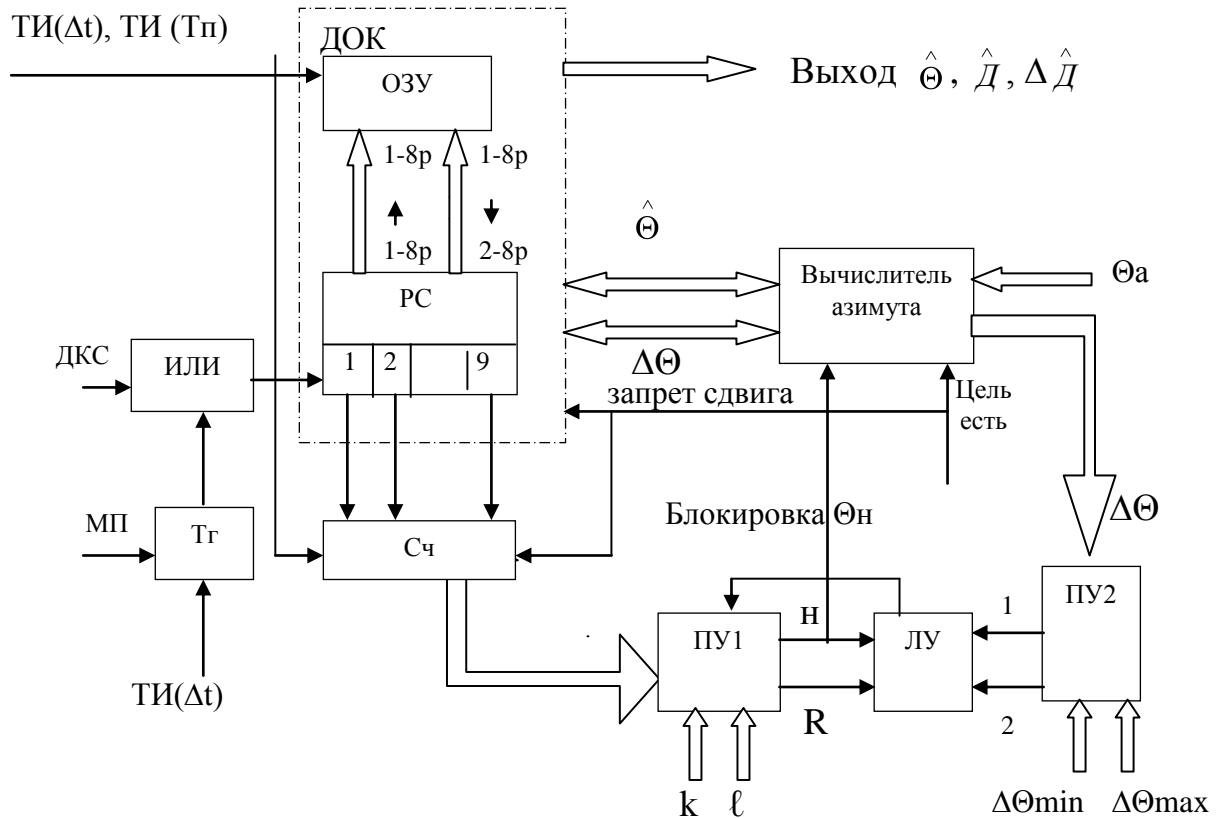 ТИ(Δt), ТИ (Тп)
ДОК
ОЗУ
Выход Θ̂, Д̂, ΔД̂
1-8р
1-8р
1-8р
2-8р
Θ̂
РС
Вычислитель
азимута
Θа
ДКС
ИЛИ
1
2
9
ΔΘ
запрет сдвига
Цель
есть
МП
Тг
Сч
Блокировка Θн
ΔΘ
ТИ(Δt)
ПУ1
н
R
ЛУ
1
2
ПУ2
k
ℓ
ΔΘmin
ΔΘmax